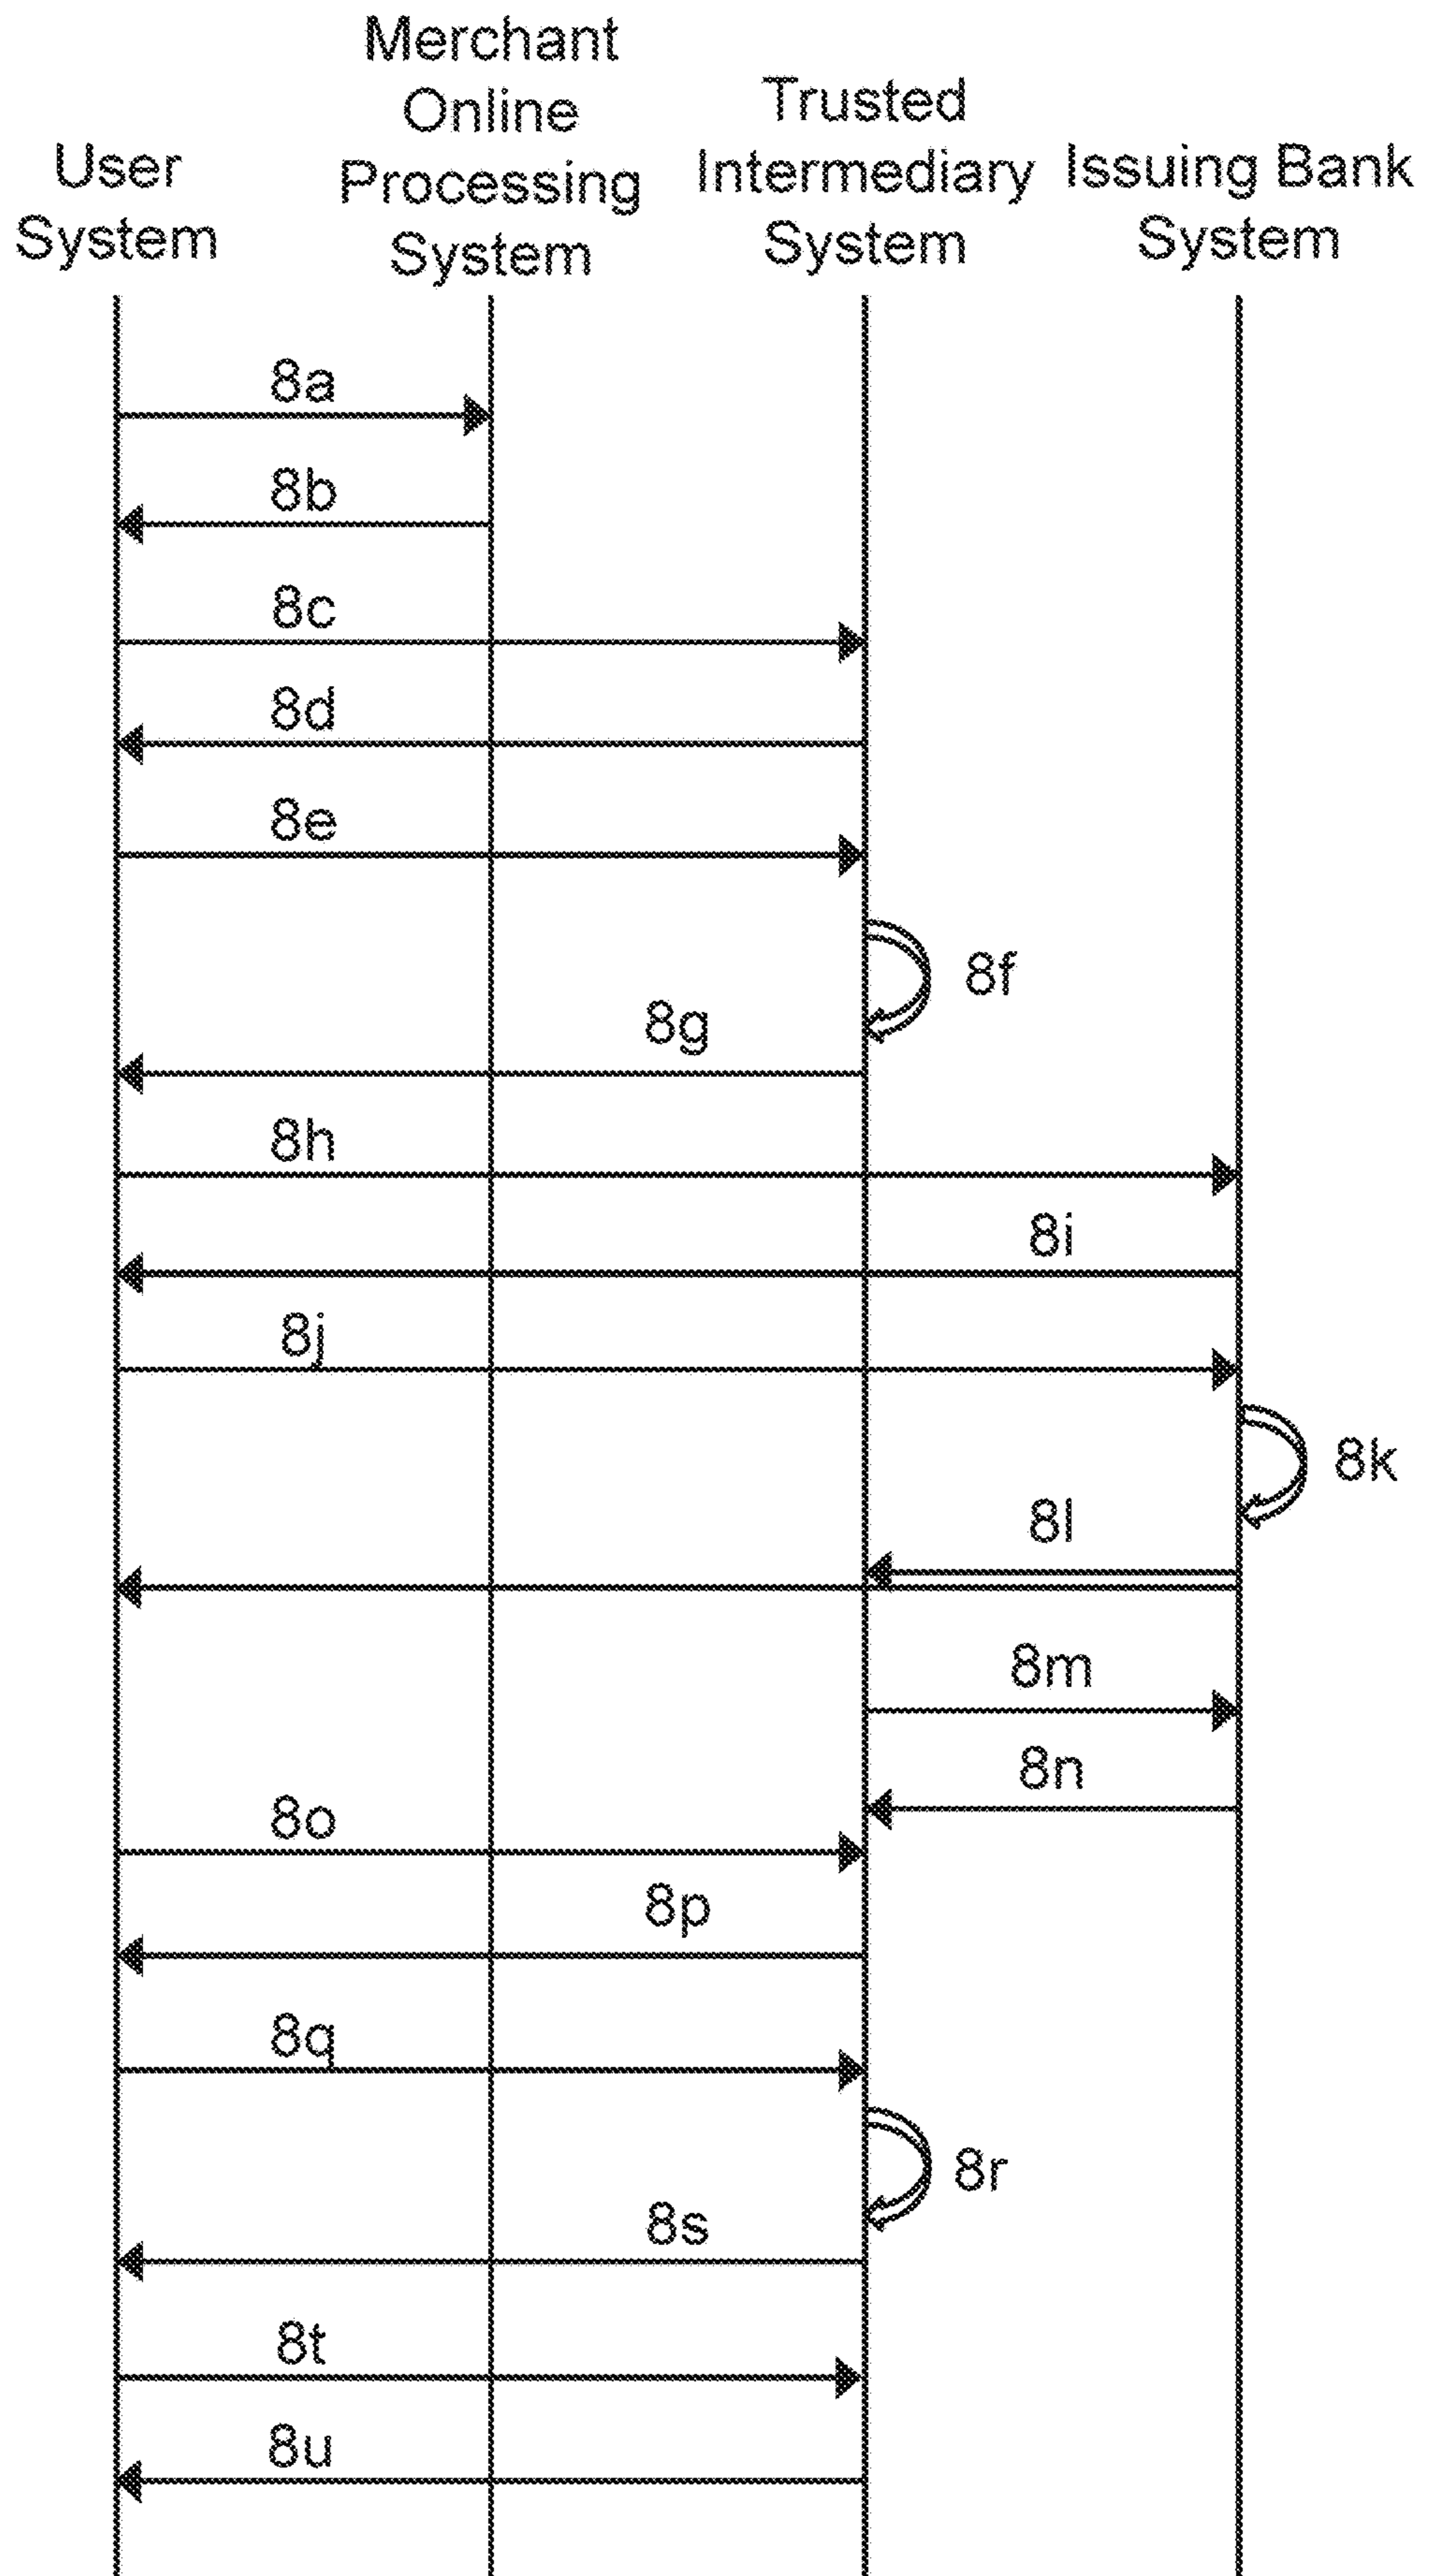 User
System
Merchant
Online
Processing
System
Trusted
Intermediary
System
Issuing Bank
System
8a
8b
8c
8d
8e
8f
8g
8h
8i
8j
8k
8l
8m
8n
8o
8p
8q
8r
8s
8t
8u